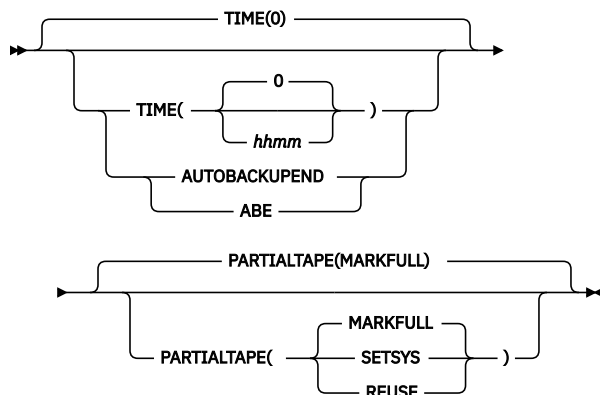 TIME(0)
0
TIME( )
hhmm
AUTOBACKUPEND
ABE
PARTIALTAPE(MARKFULL)
MARKFULL
PARTIALTAPE( SETSYS )
REUSE